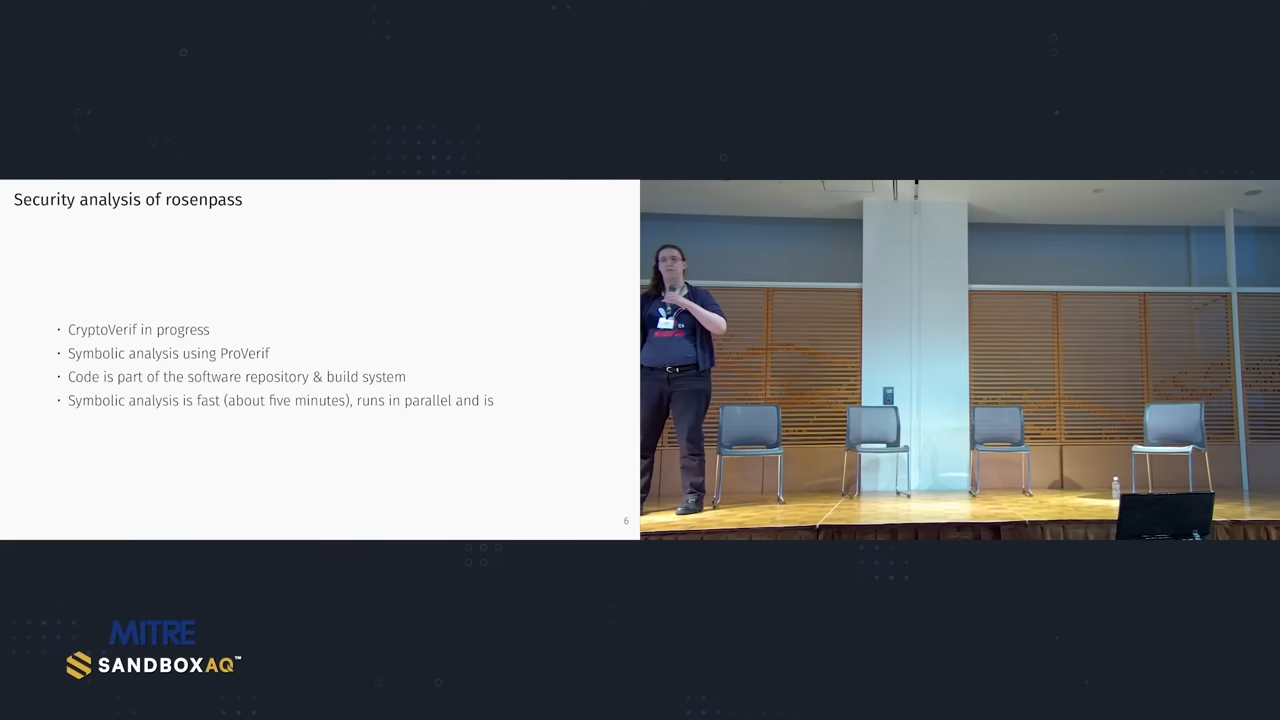 Security analysis of rosenpass
· CryptoVerif in progress
· Symbolic analysis using ProVerif
· Code is part of the software repository & build system
· Symbolic analysis is fast (about five minutes), runs in parallel and is
6
MITRE
SANDBOXAQ™